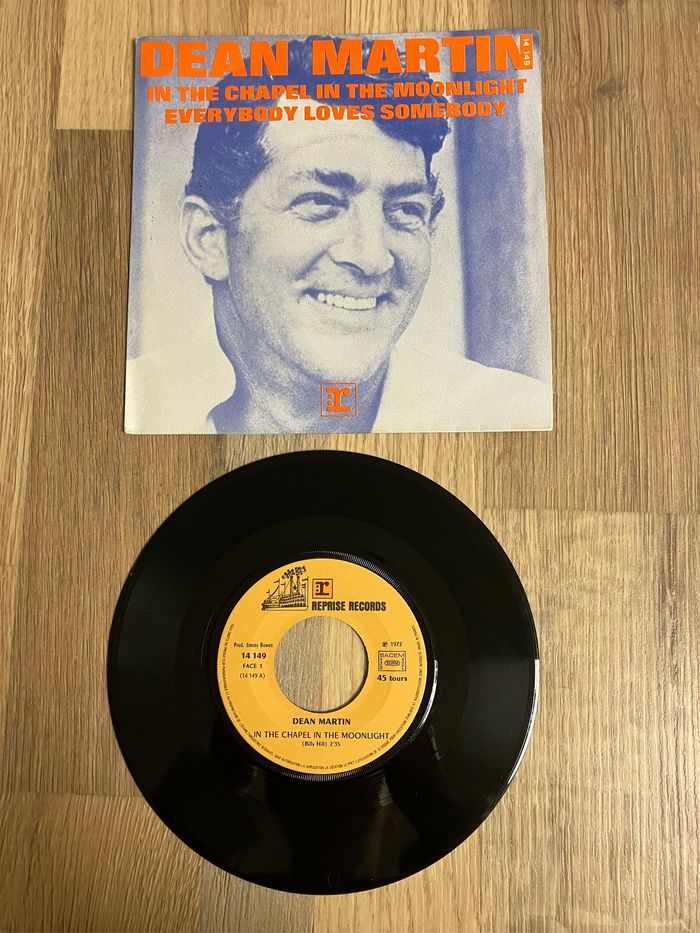 DEAN MARTIN
14 149
IN THE CHAPEL IN THE MOONLIGHT
EVERYBODY LOVES SOMEBODY
:r
r
REPRISE RECORDS
Prod. Jimmy Bowen
14 149
FACE 1
(14 149 A)
℗ 1972
SACEM
45 tours
DEAN MARTIN
IN THE CHAPEL IN THE MOONLIGHT
(Billy Hill) 2'35